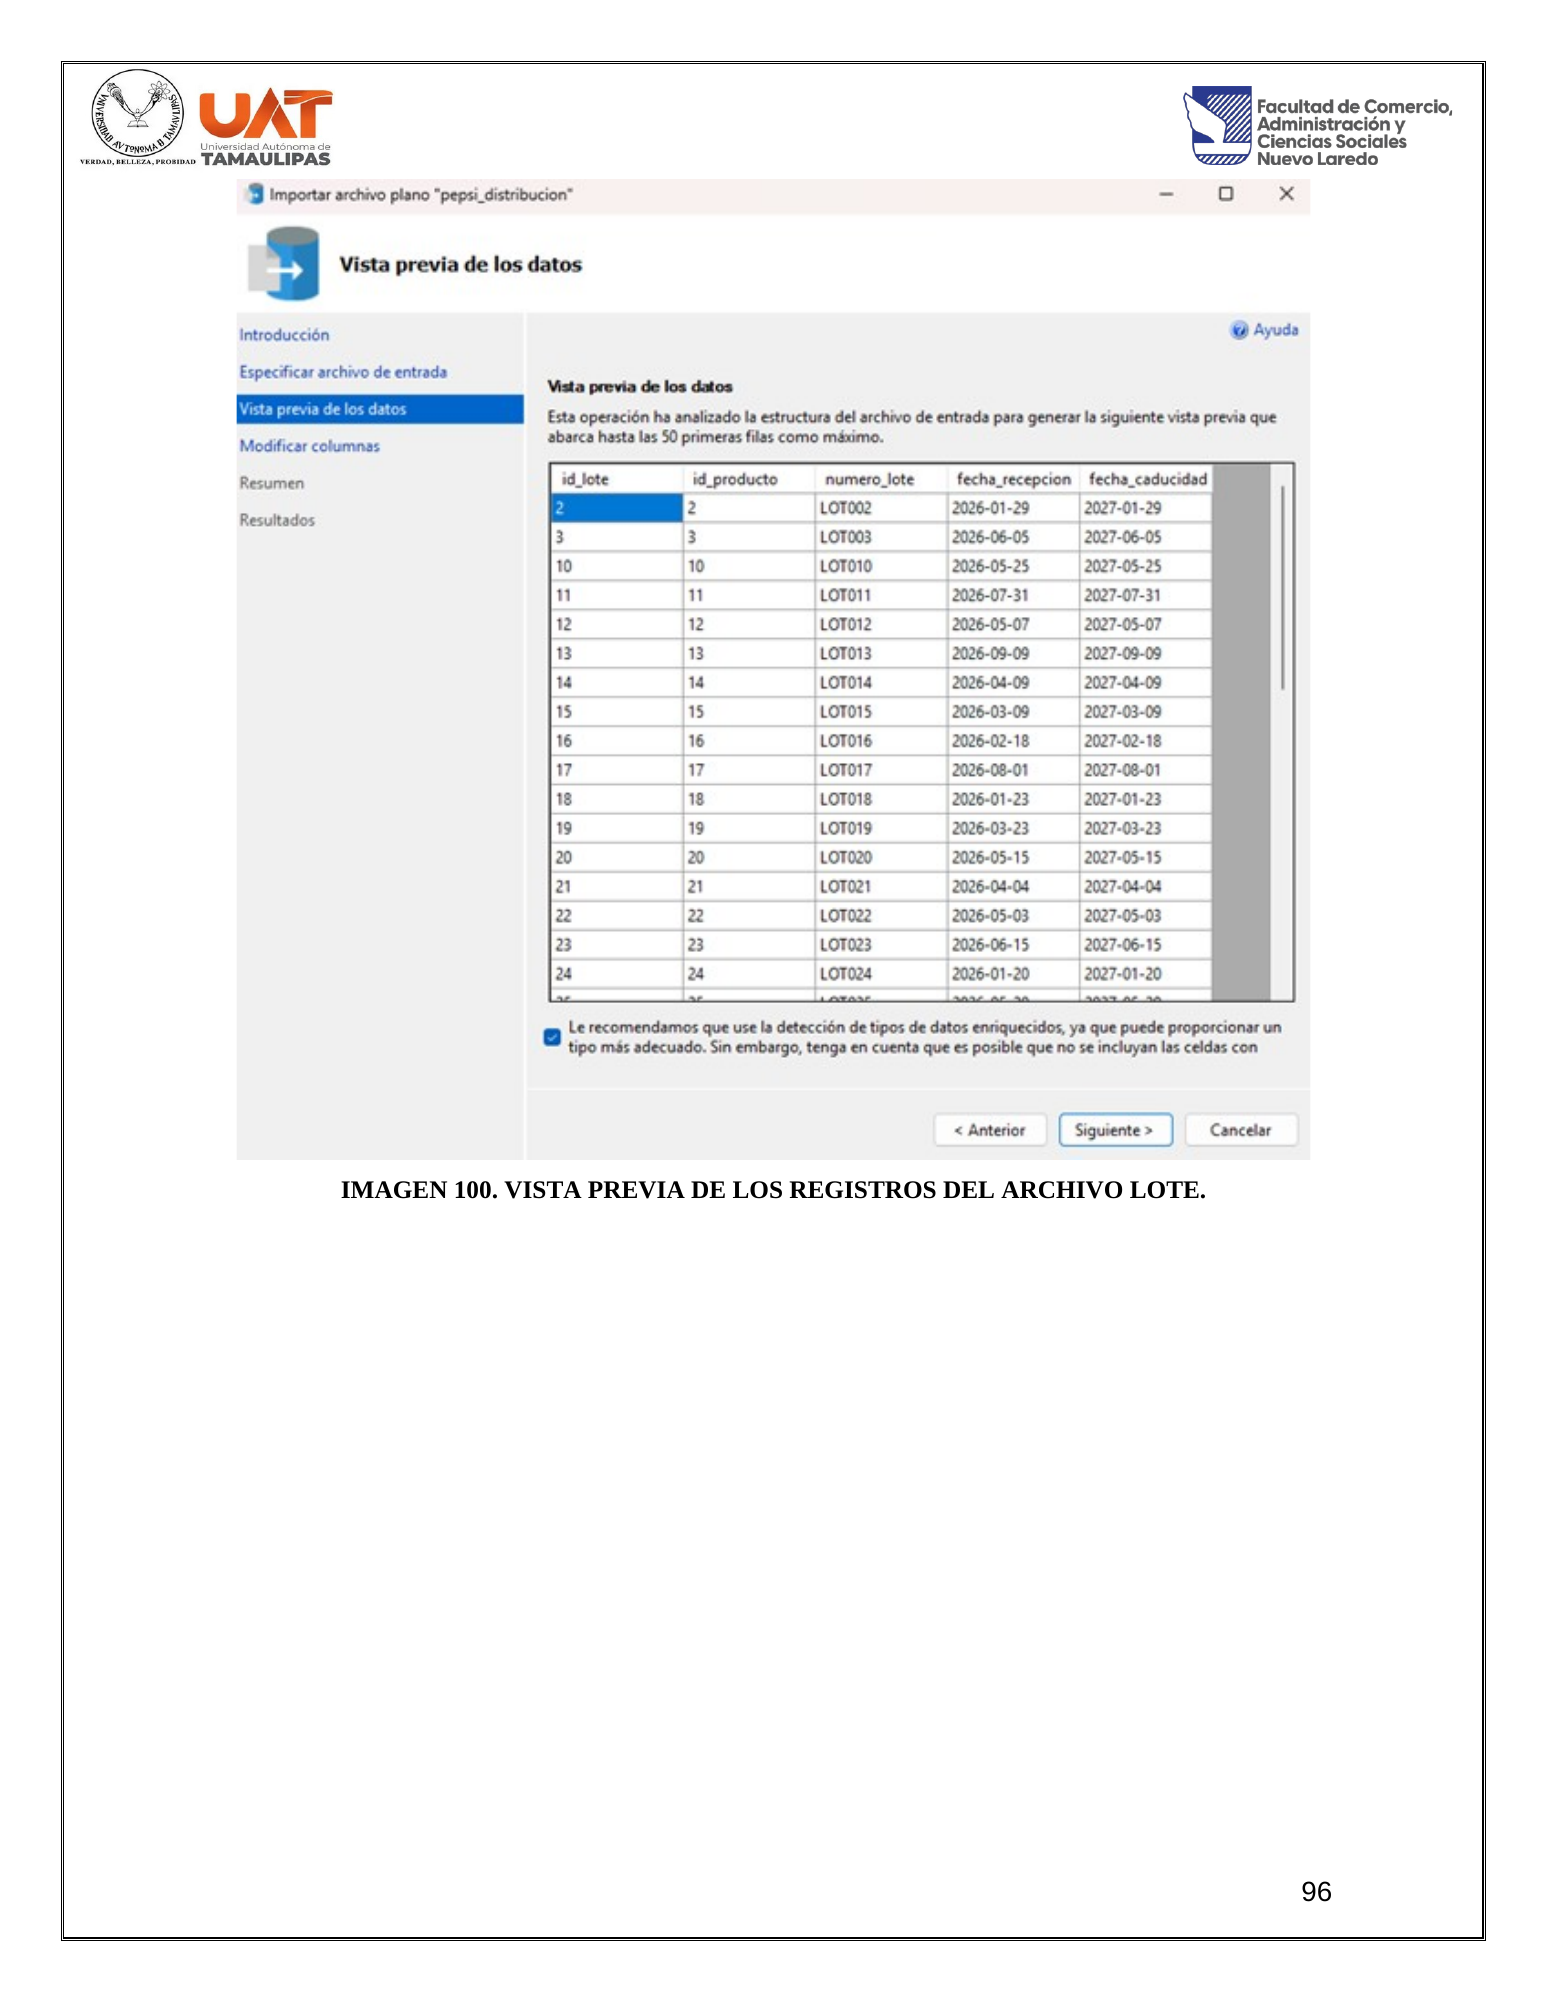 VNIVERSIDAD AVTONOMA D TAMAVLIPAS
VERDAD, BELLEZA, PROBIDAD
UAT
Universidad Autónoma de
TAMAULIPAS
Facultad de Comercio,
Administración y
Ciencias Sociales
Nuevo Laredo
Importar archivo plano "pepsi_distribucion"
Vista previa de los datos
Introducción
Especificar archivo de entrada
Vista previa de los datos
Modificar columnas
Resumen
Resultados
Ayuda
Vista previa de los datos
Esta operación ha analizado la estructura del archivo de entrada para generar la siguiente vista previa que
abarca hasta las 50 primeras filas como máximo.
id_lote id_producto numero_lote fecha_recepcion fecha_caducidad
2 2 LOT002 2026-01-29 2027-01-29
3 3 LOT003 2026-06-05 2027-06-05
10 10 LOT010 2026-05-25 2027-05-25
11 11 LOT011 2026-07-31 2027-07-31
12 12 LOT012 2026-05-07 2027-05-07
13 13 LOT013 2026-09-09 2027-09-09
14 14 LOT014 2026-04-09 2027-04-09
15 15 LOT015 2026-03-09 2027-03-09
16 16 LOT016 2026-02-18 2027-02-18
17 17 LOT017 2026-08-01 2027-08-01
18 18 LOT018 2026-01-23 2027-01-23
19 19 LOT019 2026-03-23 2027-03-23
20 20 LOT020 2026-05-15 2027-05-15
21 21 LOT021 2026-04-04 2027-04-04
22 22 LOT022 2026-05-03 2027-05-03
23 23 LOT023 2026-06-15 2027-06-15
24 24 LOT024 2026-01-20 2027-01-20
Le recomendamos que use la detección de tipos de datos enriquecidos, ya que puede proporcionar un
tipo más adecuado. Sin embargo, tenga en cuenta que es posible que no se incluyan las celdas con
< Anterior
Siguiente >
Cancelar
IMAGEN 100. VISTA PREVIA DE LOS REGISTROS DEL ARCHIVO LOTE.
96